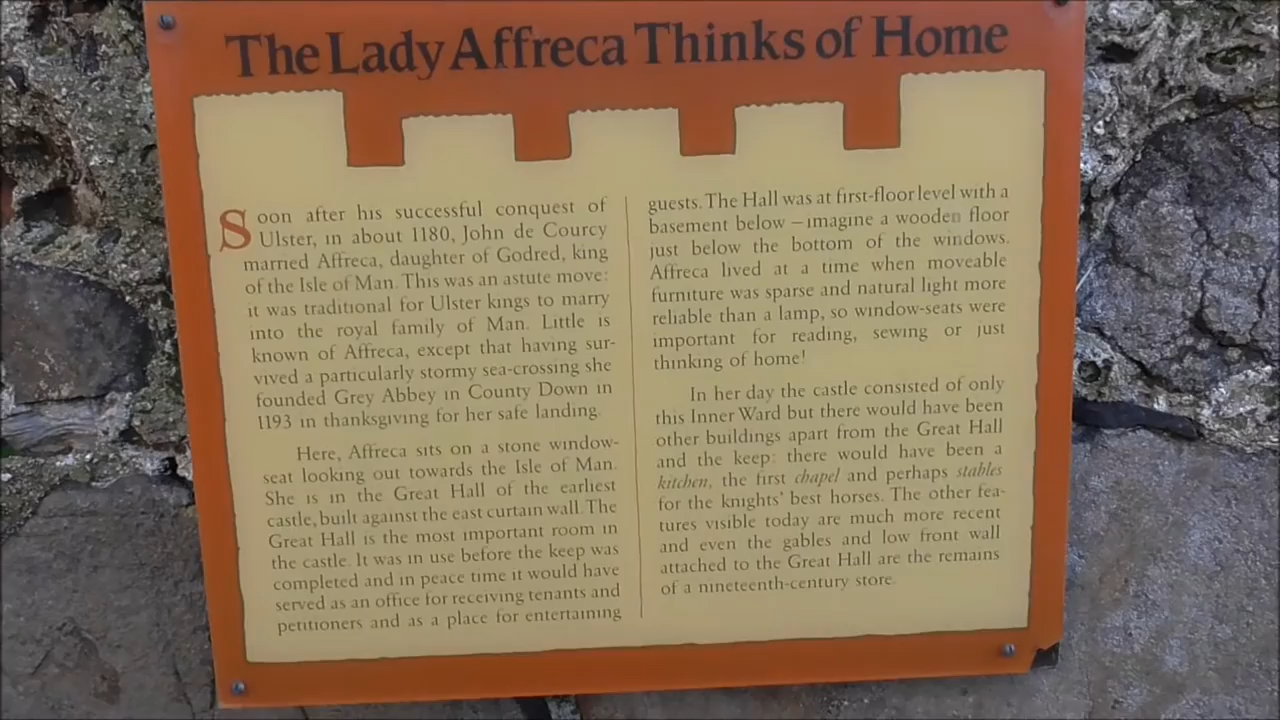 The Lady Affreca Thinks of Home
Soon after his successful conquest of
Ulster, in about 1180, John de Courcy
married Affreca, daughter of Godred, king
of the Isle of Man. This was an astute move:
it was traditional for Ulster kings to marry
into the royal family of Man. Little is
known of Affreca, except that having sur-
vived a particularly stormy sea-crossing she
founded Grey Abbey in County Down in
1193 in thanksgiving for her safe landing.
Here, Affreca sits on a stone window-
seat looking out towards the Isle of Man.
She is in the Great Hall of the earliest
castle, built against the east curtain wall. The
Great Hall is the most important room in
the castle. It was in use before the keep was
completed and in peace time it would have
served as an office for receiving tenants and
petitioners and as a place for entertaining
guests. The Hall was at first-floor level with a
basement below – imagine a wooden floor
just below the bottom of the windows.
Affreca lived at a time when moveable
furniture was sparse and natural light more
reliable than a lamp, so window-seats were
important for reading, sewing or just
thinking of home!
In her day the castle consisted of only
this Inner Ward but there would have been
other buildings apart from the Great Hall
and the keep: there would have been a
kitchen, the first chapel and perhaps stables
for the knights' best horses. The other fea-
tures visible today are much more recent
and even the gables and low front wall
attached to the Great Hall are the remains
of a nineteenth-century store.